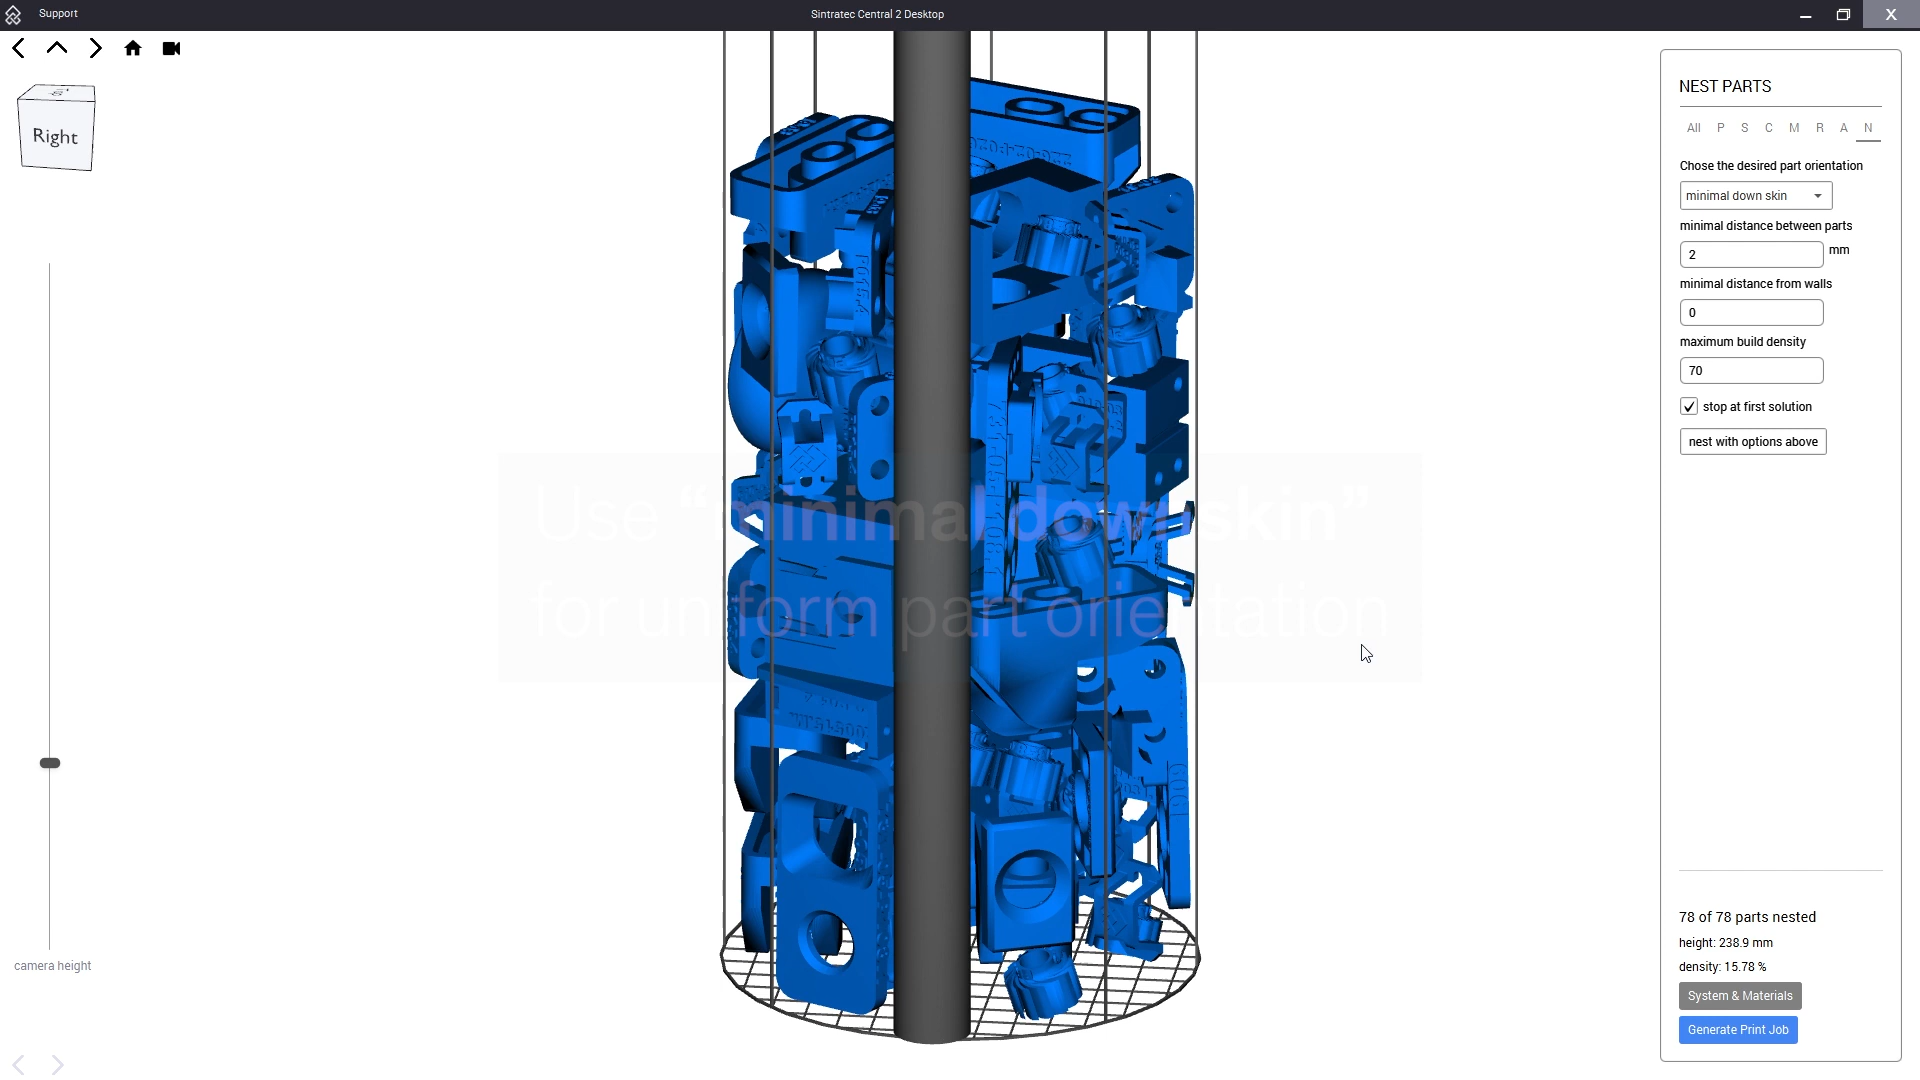 Support
Sintratec Central 2 Desktop
X
Right
NEST PARTS
All P S C M R A N
Chose the desired part orientation
minimal down skin
minimal distance between parts
2 mm
minimal distance from walls
0
maximum build density
70
stop at first solution
nest with options above
Use “minimal down skin”
for uniform part orientation
camera height
78 of 78 parts nested
height: 238.9 mm
density: 15.78 %
System & Materials
Generate Print Job